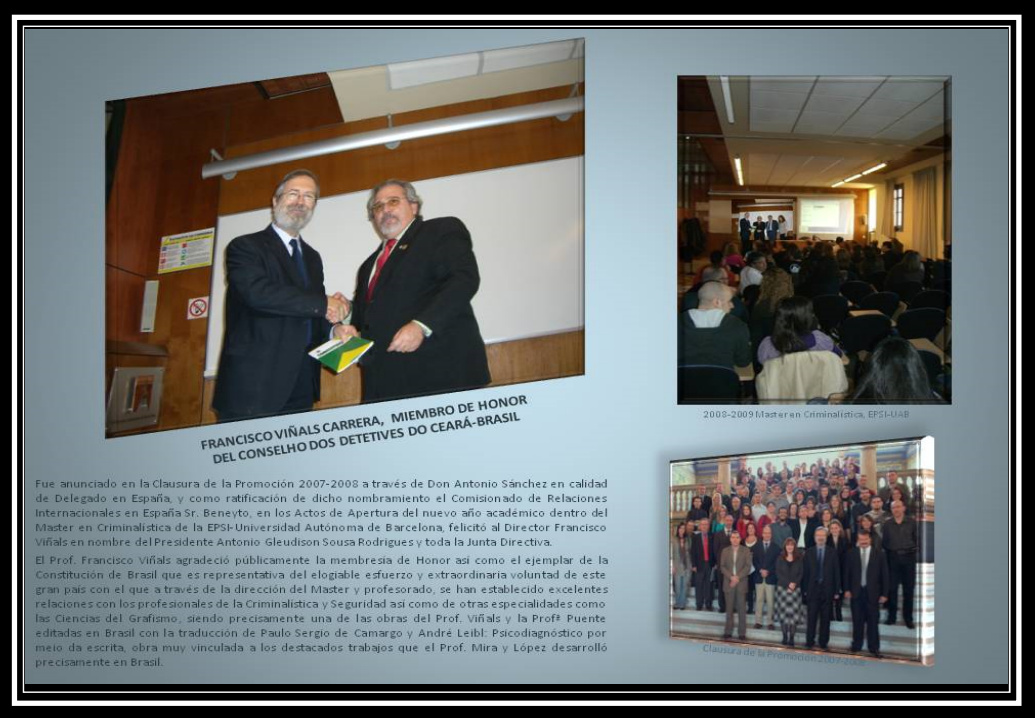 FRANCISCO VIÑALS CARRERA, MIEMBRO DE HONOR
DEL CONSELHO DOS DETETIVES DO CEARÁ-BRASIL
Fue anunciado en la Clausura de la Promoción 2007-2008 a través de Don Antonio Sánchez en calidad
de Delegado en España, y como ratificación de dicho nombramiento el Comisionado de Relaciones
Internacionales en España Sr. Beneyto, en los Actos de Apertura del nuevo año académico dentro del
Master en Criminalística de la EPSI-Universidad Autónoma de Barcelona, felicitó al Director Francisco
Viñals en nombre del Presidente Antonio Gleudison Sousa Rodrigues y toda la Junta Directiva.
El Prof. Francisco Viñals agradeció públicamente la membresia de Honor así como el ejemplar de la
Constitución de Brasil que es representativa del elogiable esfuerzo y extraordinaria voluntad de este
gran país con el que a través de la dirección del Master y profesorado, se han establecido excelentes
relaciones con los profesionales de la Criminalística y Seguridad así como de otras especialidades como
las Ciencias del Grafismo, siendo precisamente una de las obras del Prof. Viñals y la Profª Puente
editadas en Brasil con la traducción de Paulo Sergio de Camargo y André Leibl: Psicodiagnóstico por
meio da escrita, obra muy vinculada a los destacados trabajos que el Prof. Mira y López desarrolló
precisamente en Brasil.
2008-2009 Master en Criminalística, EPSI-UAB
Clausura de la Promoción 2007-2008